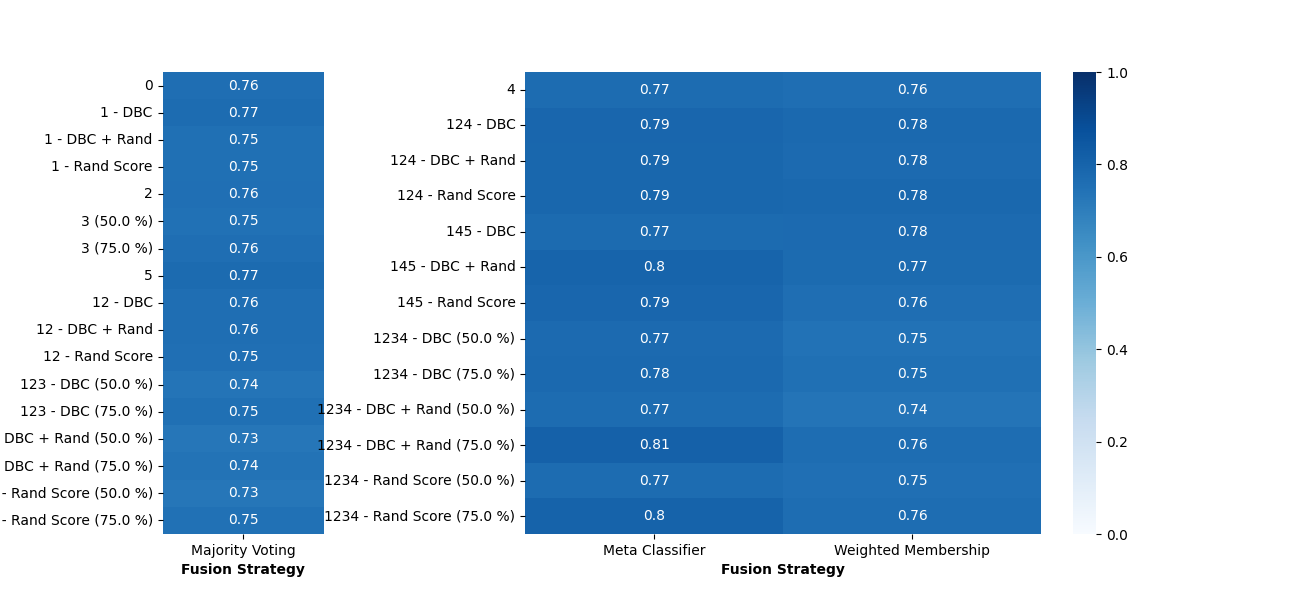 0 0.76
1 - DBC 0.77
1 - DBC + Rand 0.75
1 - Rand Score 0.75
2 0.76
3 (50.0 %) 0.75
3 (75.0 %) 0.76
5 0.77
12 - DBC 0.76
12 - DBC + Rand 0.76
12 - Rand Score 0.75
123 - DBC (50.0 %) 0.74
123 - DBC (75.0 %) 0.75
DBC + Rand (50.0 %) 0.73
DBC + Rand (75.0 %) 0.74
- Rand Score (50.0 %) 0.73
- Rand Score (75.0 %) 0.75
Majority Voting
Fusion Strategy
4 0.77 0.76
124 - DBC 0.79 0.78
124 - DBC + Rand 0.79 0.78
124 - Rand Score 0.79 0.78
145 - DBC 0.77 0.78
145 - DBC + Rand 0.8 0.77
145 - Rand Score 0.79 0.76
1234 - DBC (50.0 %) 0.77 0.75
1234 - DBC (75.0 %) 0.78 0.75
1234 - DBC + Rand (50.0 %) 0.77 0.74
1234 - DBC + Rand (75.0 %) 0.81 0.76
1234 - Rand Score (50.0 %) 0.77 0.75
1234 - Rand Score (75.0 %) 0.8 0.76
Meta Classifier Weighted Membership
Fusion Strategy
1.0
0.8
0.6
0.4
0.2
0.0